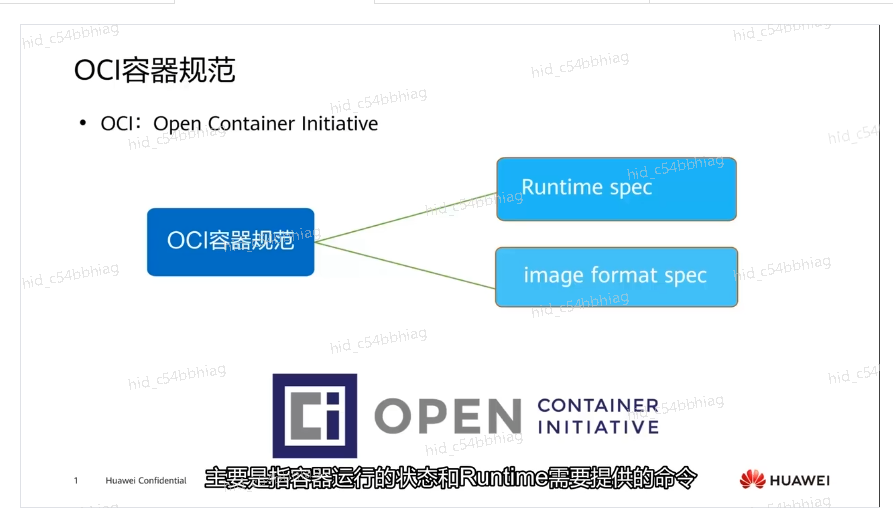 OCI容器规范
• OCI：Open Container Initiative
Runtime spec
OCI容器规范
image format spec
OPEN CONTAINER INITIATIVE
1 Huawei Confidential
主要是指容器运行的状态和Runtime需要提供的命令
HUAWEI
hid_c54bbhiag
hid_c54bbhiag
hid_c54bbhiag
hid_c54bbhiag
hid_c54bbhiag
hid_c54
hid_c54bbhiag
hid_c54bbhiag
hid_c54bbhiag
hid_c54bbhiag
hid_c54bbhiag
hid_c54bbhiag
hid_c54bbhiag
hid_c54
hid_c54bbhiag